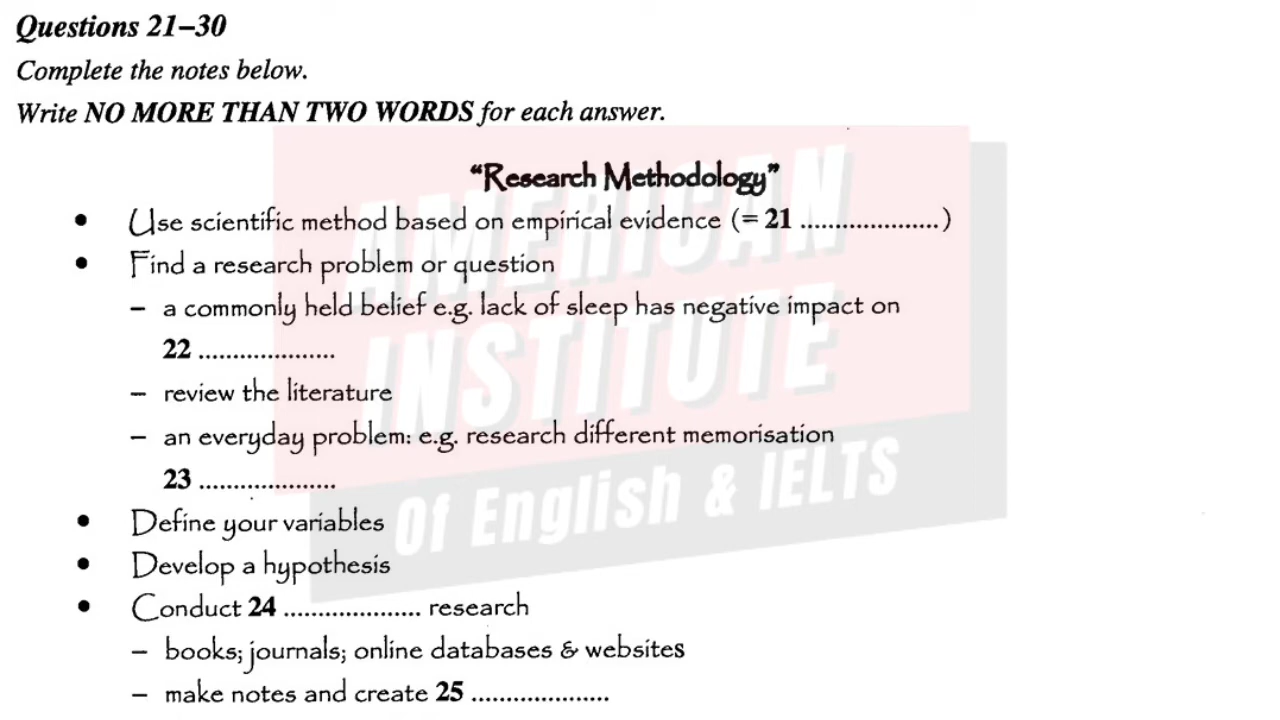 Questions 21–30
Complete the notes below.
Write NO MORE THAN TWO WORDS for each answer.
"Research Methodology"
• Use scientific method based on empirical evidence (= 21 ....................)
• Find a research problem or question
– a commonly held belief e.g. lack of sleep has negative impact on
22 ....................
– review the literature
– an everyday problem: e.g. research different memorisation
23 ....................
• Define your variables
• Develop a hypothesis
• Conduct 24 .................... research
– books; journals; online databases & websites
– make notes and create 25 ....................
AMERICAN
INSTITUTE
Of English & IELTS